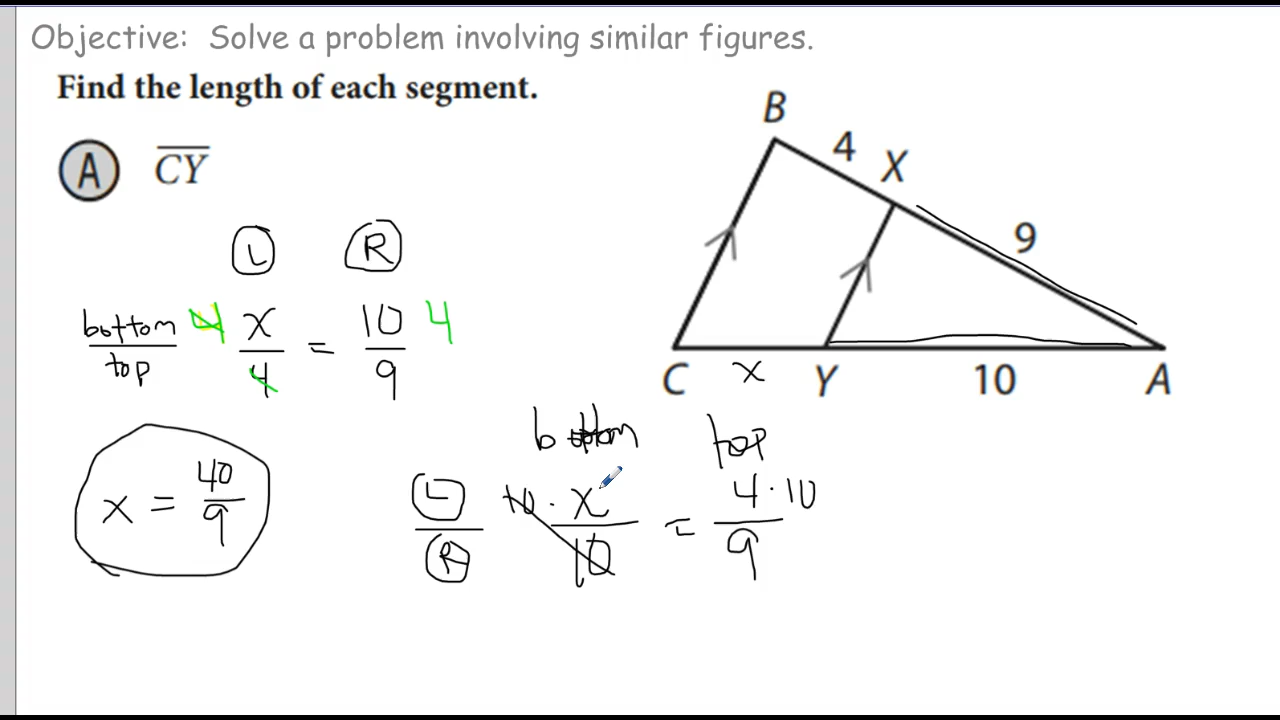 Objective: Solve a problem involving similar figures.
Find the length of each segment.
A CY
L R
bottom/top 4 x/4 = 10/9 4
x = 40/9
bottom top
L/R 10 · x/10 = 4 · 10/9
B
4
X
9
C x Y 10 A